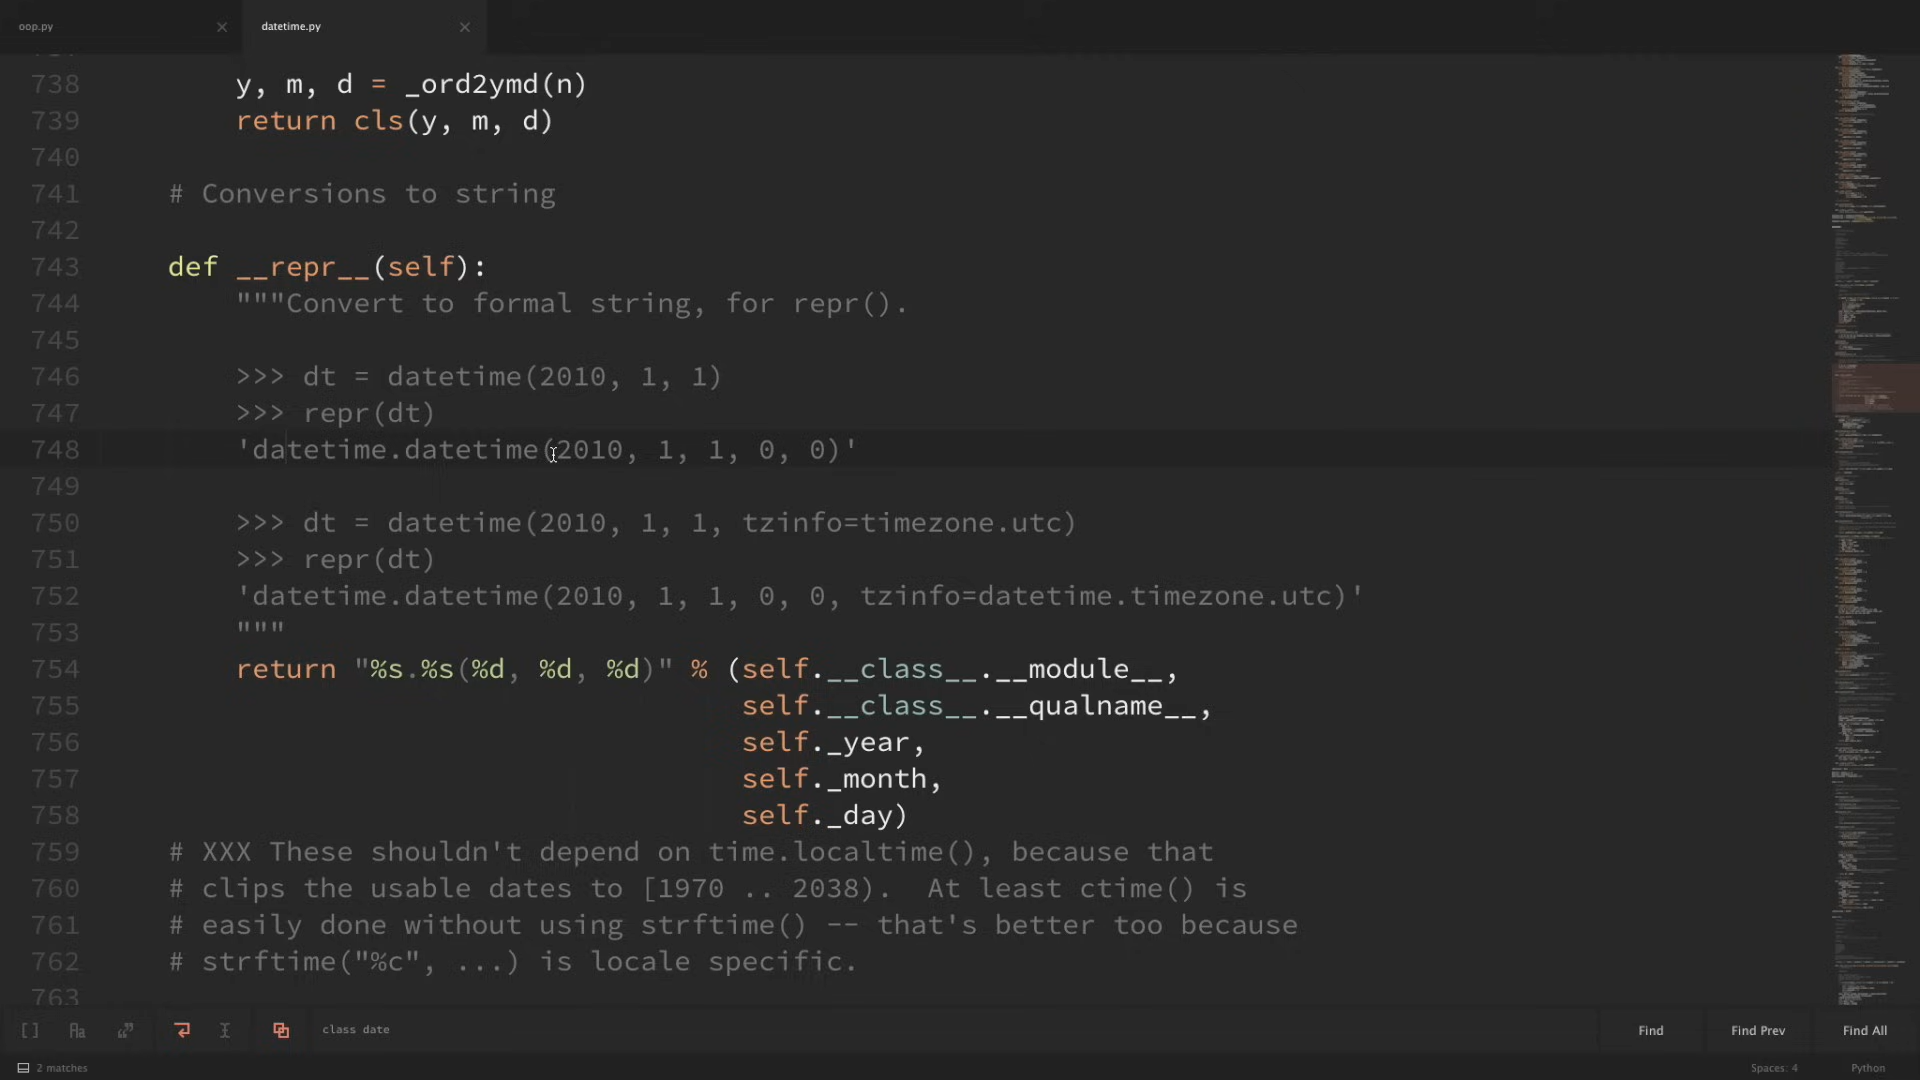 oop.py
datetime.py
738 y, m, d = _ord2ymd(n)
739 return cls(y, m, d)
740
741 # Conversions to string
742
743 def __repr__(self):
744 """Convert to formal string, for repr().
745
746 >>> dt = datetime(2010, 1, 1)
747 >>> repr(dt)
748 'datetime.datetime(2010, 1, 1, 0, 0)'
749
750 >>> dt = datetime(2010, 1, 1, tzinfo=timezone.utc)
751 >>> repr(dt)
752 'datetime.datetime(2010, 1, 1, 0, 0, tzinfo=datetime.timezone.utc)'
753 """
754 return "%s.%s(%d, %d, %d)" % (self.__class__.__module__,
755 self.__class__.__qualname__,
756 self._year,
757 self._month,
758 self._day)
759 # XXX These shouldn't depend on time.localtime(), because that
760 # clips the usable dates to [1970 .. 2038).  At least ctime() is
761 # easily done without using strftime() -- that's better too because
762 # strftime("%c", ...) is locale specific.
763
[] Aa “” class date Find Find Prev Find All
2 matches Spaces: 4 Python